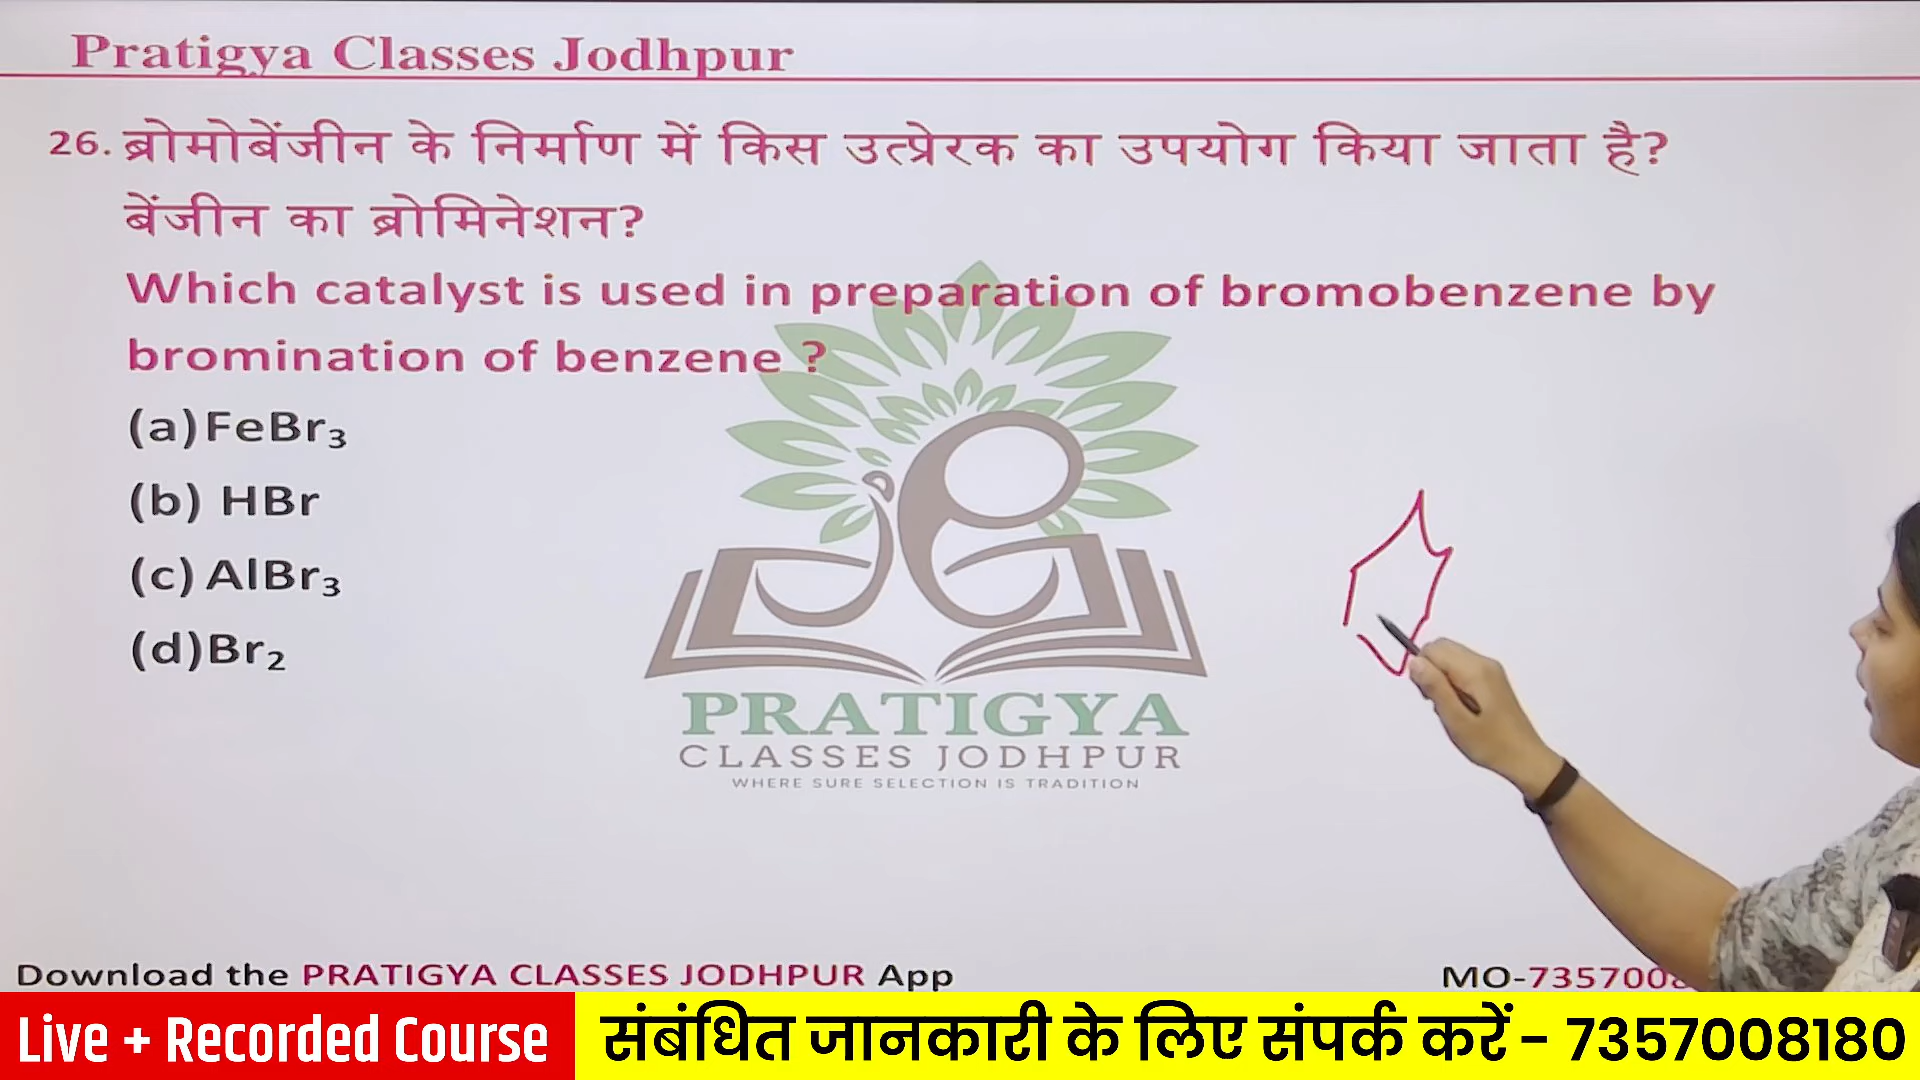 Pratigya Classes Jodhpur
26. ब्रोमोबेंजीन के निर्माण में किस उत्प्रेरक का उपयोग किया जाता है?
बेंजीन का ब्रोमिनेशन?
Which catalyst is used in preparation of bromobenzene by
bromination of benzene ?
(a) FeBr₃
(b) HBr
(c) AlBr₃
(d) Br₂
PRATIGYA
CLASSES JODHPUR
WHERE SURE SELECTION IS TRADITION
Download the PRATIGYA CLASSES JODHPUR App
MO-735700
Live + Recorded Course
संबंधित जानकारी के लिए संपर्क करें – 7357008180